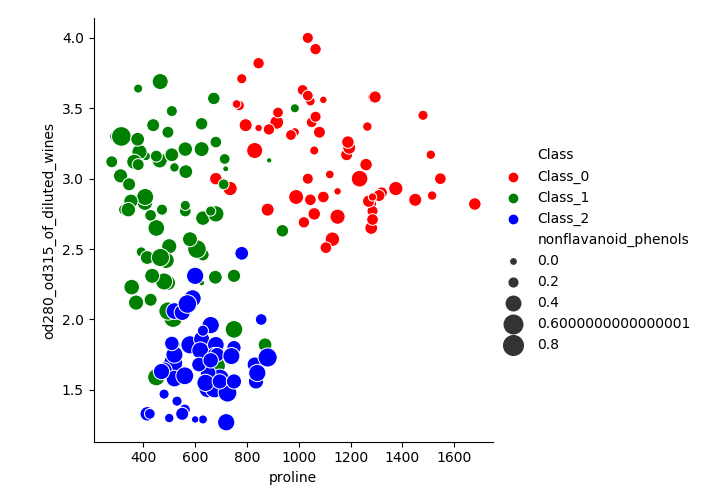 4.0
3.5
3.0
2.5
2.0
1.5
od280_od315_of_diluted_wines
400 600 800 1000 1200 1400 1600
proline
Class
Class_0
Class_1
Class_2
nonflavanoid_phenols
0.0
0.2
0.4
0.6000000000000001
0.8